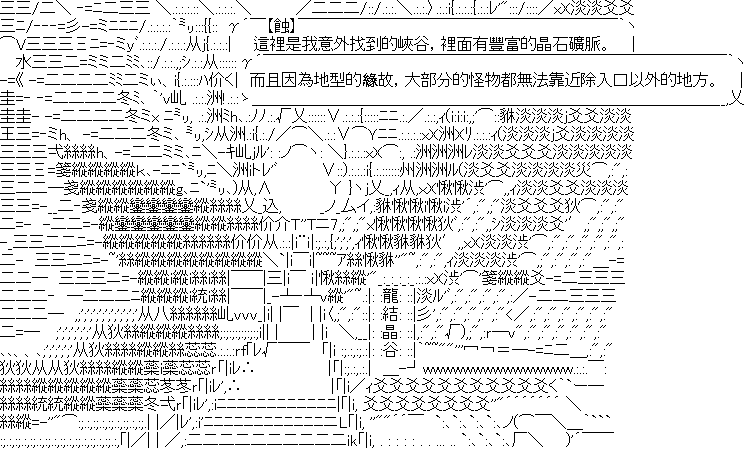 【蝕】
這裡是我意外找到的峽谷，裡面有豐富的晶石礦脈。
而且因為地型的緣故，大部分的怪物都無法靠近除入口以外的地方。
龍
結
晶
谷